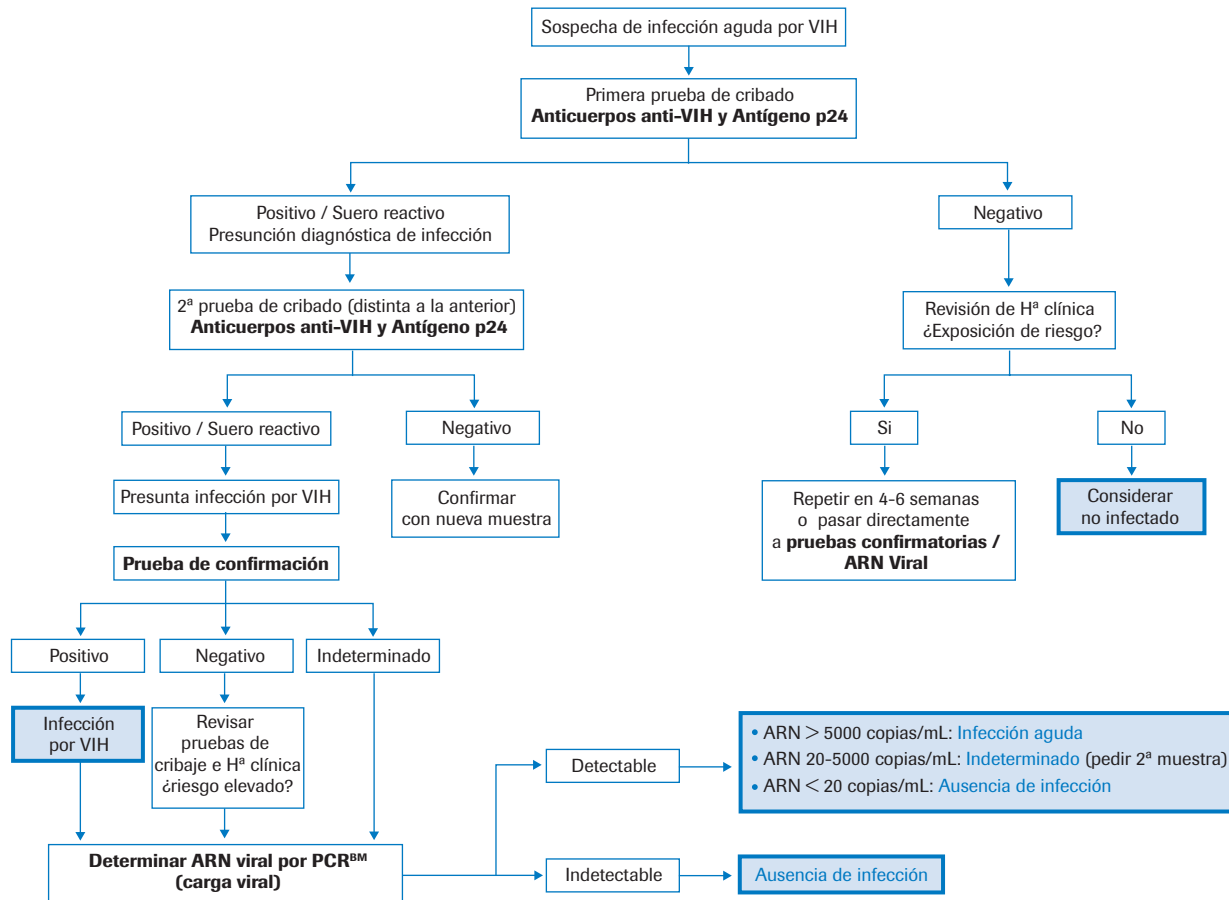 Sospecha de infección aguda por VIH
Primera prueba de cribado
Anticuerpos anti-VIH y Antígeno p24
Positivo / Suero reactivo
Presunción diagnóstica de infección
Negativo
2ª prueba de cribado (distinta a la anterior)
Anticuerpos anti-VIH y Antígeno p24
Revisión de Hª clínica
¿Exposición de riesgo?
Positivo / Suero reactivo
Negativo
Si
No
Presunta infección por VIH
Confirmar
con nueva muestra
Repetir en 4-6 semanas
o pasar directamente
a pruebas confirmatorias /
ARN Viral
Considerar
no infectado
Prueba de confirmación
Positivo
Negativo
Indeterminado
Infección
por VIH
Revisar
pruebas de
cribaje e Hª clínica
¿riesgo elevado?
Detectable
• ARN > 5000 copias/mL: Infección aguda
• ARN 20-5000 copias/mL: Indeterminado (pedir 2ª muestra)
• ARN < 20 copias/mL: Ausencia de infección
Determinar ARN viral por PCRᴮᴹ
(carga viral)
Indetectable
Ausencia de infección